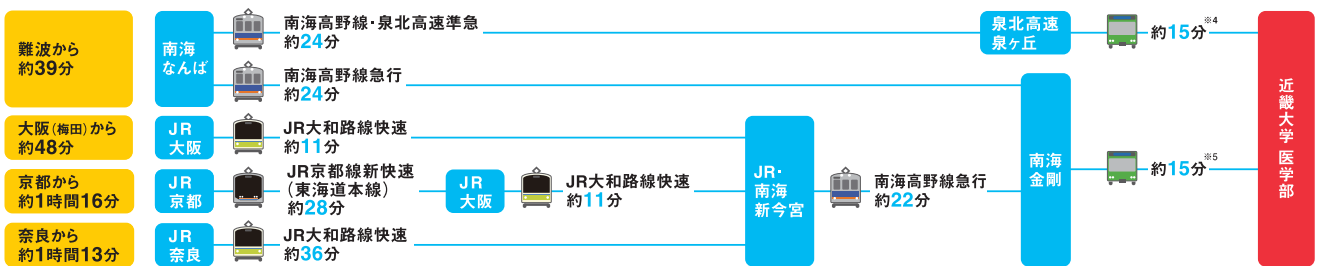 難波から
約39分
南海
なんば
南海高野線・泉北高速準急
約24分
泉北高速
泉ヶ丘
約15分※4
南海高野線急行
約24分
大阪（梅田）から
約48分
JR
大阪
JR大和路線快速
約11分
京都から
約1時間16分
JR
京都
JR京都線新快速
（東海道本線）
約28分
JR
大阪
JR大和路線快速
約11分
奈良から
約1時間13分
JR
奈良
JR大和路線快速
約36分
JR・
南海
新今宮
南海高野線急行
約22分
南海
金剛
約15分※5
近畿大学 医学部